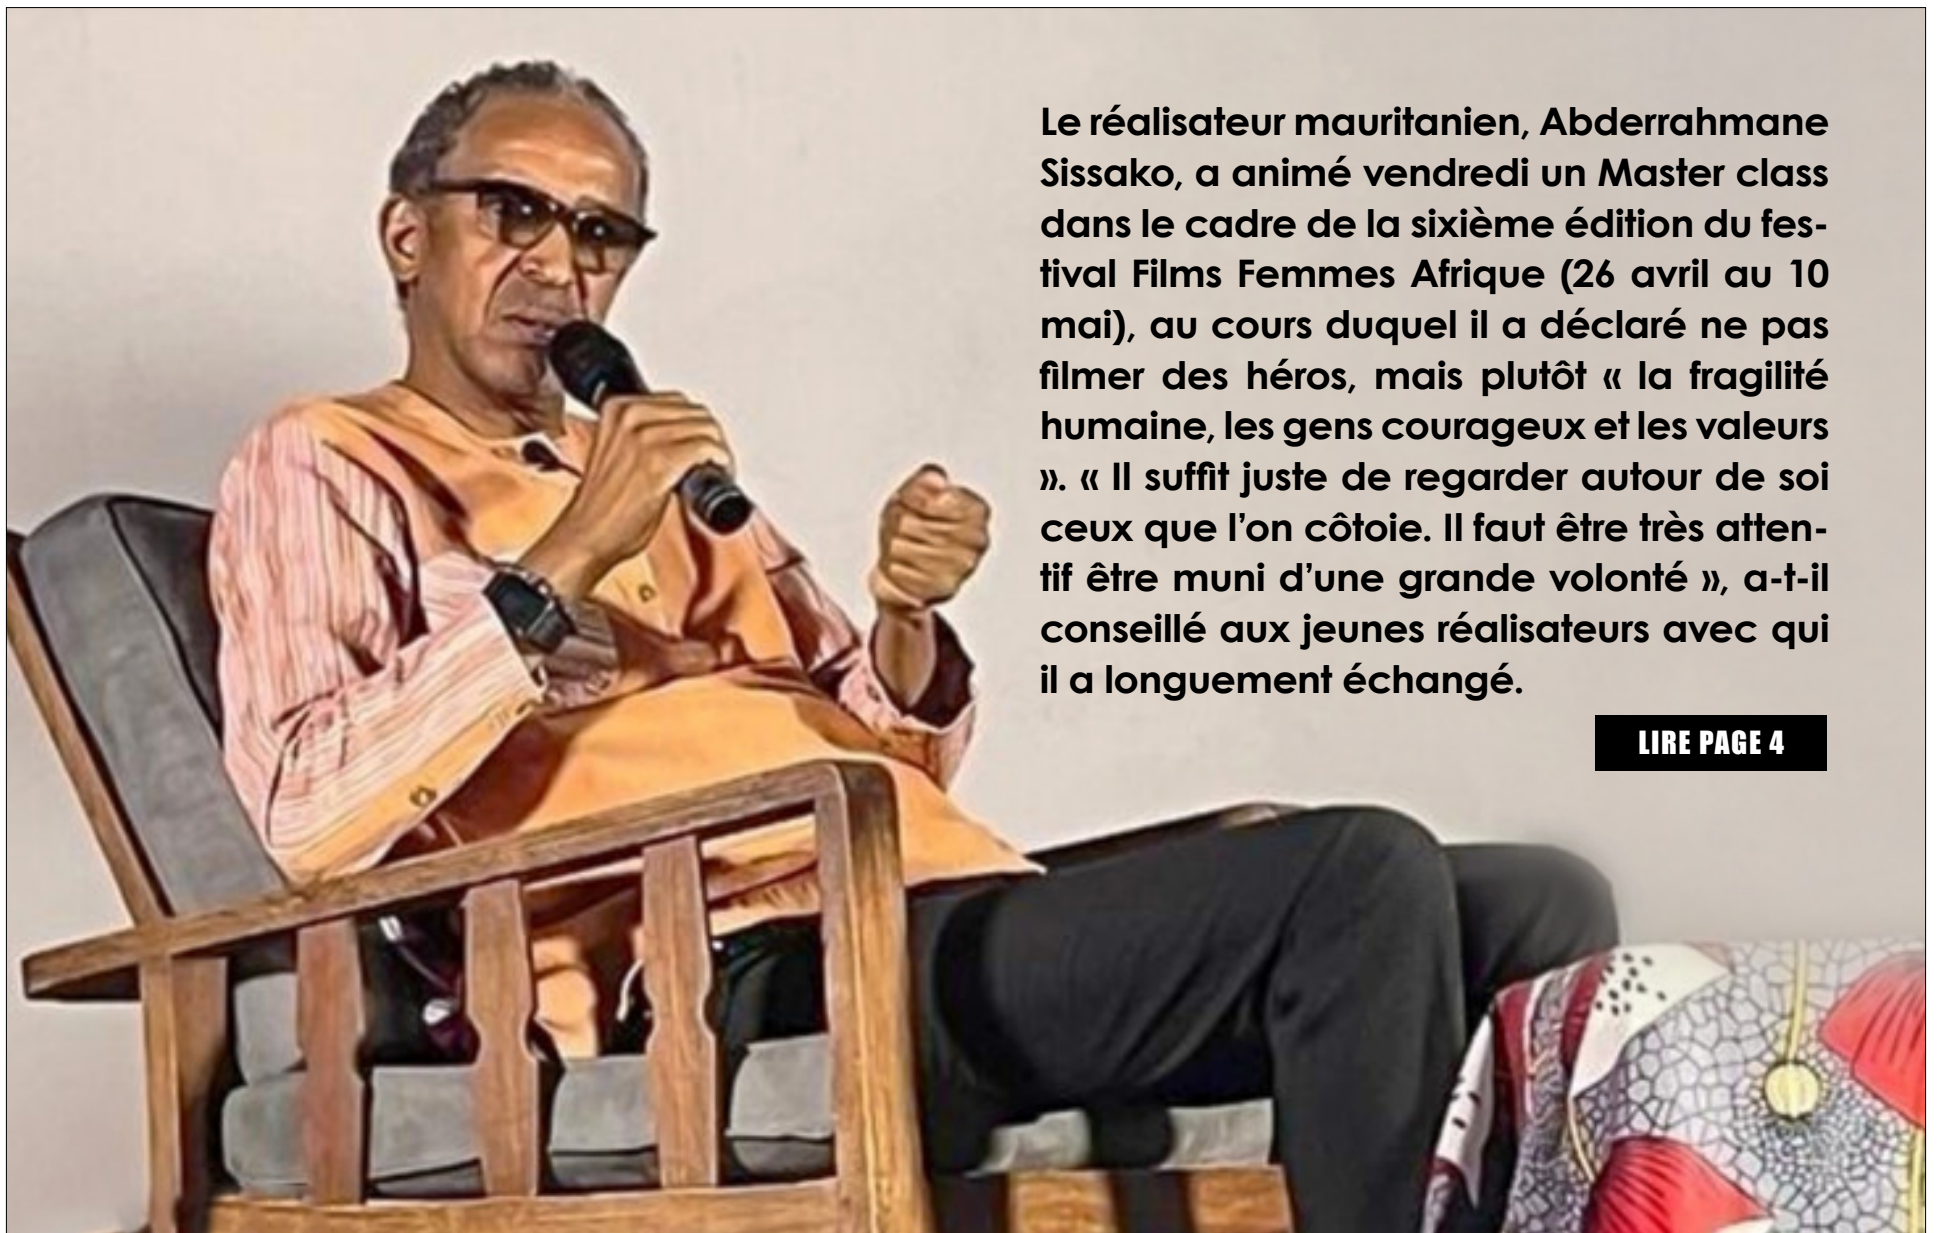 Le réalisateur mauritanien, Abderrahmane
Sissako, a animé vendredi un Master class
dans le cadre de la sixième édition du fes-
tival Films Femmes Afrique (26 avril au 10
mai), au cours duquel il a déclaré ne pas
filmer des héros, mais plutôt « la fragilité
humaine, les gens courageux et les valeurs
». « Il suffit juste de regarder autour de soi
ceux que l’on côtoie. Il faut être très atten-
tif être muni d’une grande volonté », a-t-il
conseillé aux jeunes réalisateurs avec qui
il a longuement échangé.
LIRE PAGE 4